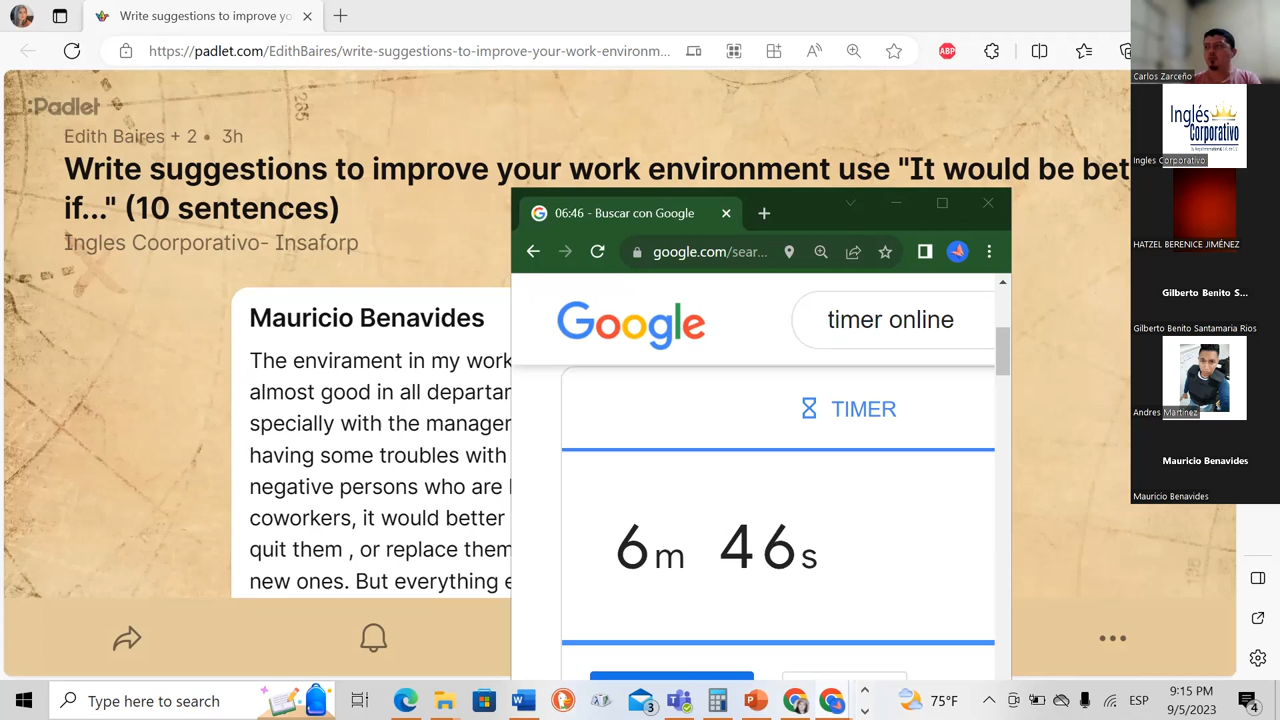 Write suggestions to improve yo
https://padlet.com/EdithBaires/write-suggestions-to-improve-your-work-environm...
ABP
:Padlet
Edith Baires + 2 • 3h
Write suggestions to improve your work environment use "It would be bet
if..." (10 sentences)
Ingles Coorporativo- Insaforp
Mauricio Benavides
The envirament in my work
almost good in all departar
specially with the manager
having some troubles with
negative persons who are
coworkers, it would better
quit them , or replace them
new ones. But everything e
06:46 - Buscar con Google
google.com/sear...
Google
timer online
TIMER
6m 46s
Carlos Zarceño
Inglés
Corporativo
Ingles Corporativo
HATZEL BERENICE JIMÉNEZ
Gilberto Benito S...
Gilberto Benito Santamaria Rios
Andres Martinez
Mauricio Benavides
Mauricio Benavides
Type here to search
3
75°F
ESP
9:15 PM
9/5/2023
4